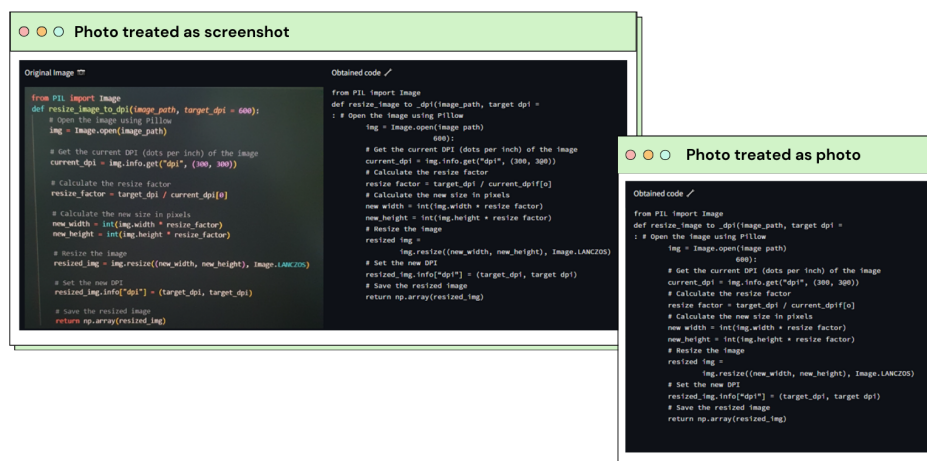 Photo treated as screenshot
Original Image
from PIL import Image
def resize_image_to_dpi(image_path, target_dpi = 600):
# Open the image using Pillow
img = Image.open(image_path)
# Get the current DPI (dots per inch) of the image
current_dpi = img.info.get("dpi", (300, 300))
# Calculate the resize factor
resize_factor = target_dpi / current_dpi[0]
# Calculate the new size in pixels
new_width = int(img.width * resize_factor)
new_height = int(img.height * resize_factor)
# Resize the image
resized_img = img.resize((new_width, new_height), Image.LANCZOS)
# Set the new DPI
resized_img.info["dpi"] = (target_dpi, target_dpi)
# Save the resized image
return np.array(resized_img)
Obtained code
from PIL import Image
def resize_image to _dpi(image_path, target dpi =
: # Open the image using Pillow
img = Image.open(image path)
600):
# Get the current DPI (dots per inch) of the image
current_dpi = img.info.get("dpi", (300, 300))
# Calculate the resize factor
resize factor = target_dpi / current_dpif[o]
# Calculate the new size in pixels
new width = int(img.width * resize factor)
new_height = int(img.height * resize factor)
# Resize the image
resized img =
img.resize((new_width, new_height), Image.LANCZOS)
# Set the new DPI
resized_img.info["dpi"] = (target_dpi, target dpi)
# Save the resized image
return np.array(resized_img)
Photo treated as photo
Obtained code
from PIL import Image
def resize_image to _dpi(image_path, target dpi =
: # Open the image using Pillow
img = Image.open(image path)
600):
# Get the current DPI (dots per inch) of the image
current_dpi = img.info.get("dpi", (300, 300))
# Calculate the resize factor
resize factor = target_dpi / current_dpif[o]
# Calculate the new size in pixels
new width = int(img.width * resize factor)
new_height = int(img.height * resize factor)
# Resize the image
resized img =
img.resize((new_width, new_height), Image.LANCZOS)
# Set the new DPI
resized_img.info["dpi"] = (target_dpi, target dpi)
# Save the resized image
return np.array(resized_img)